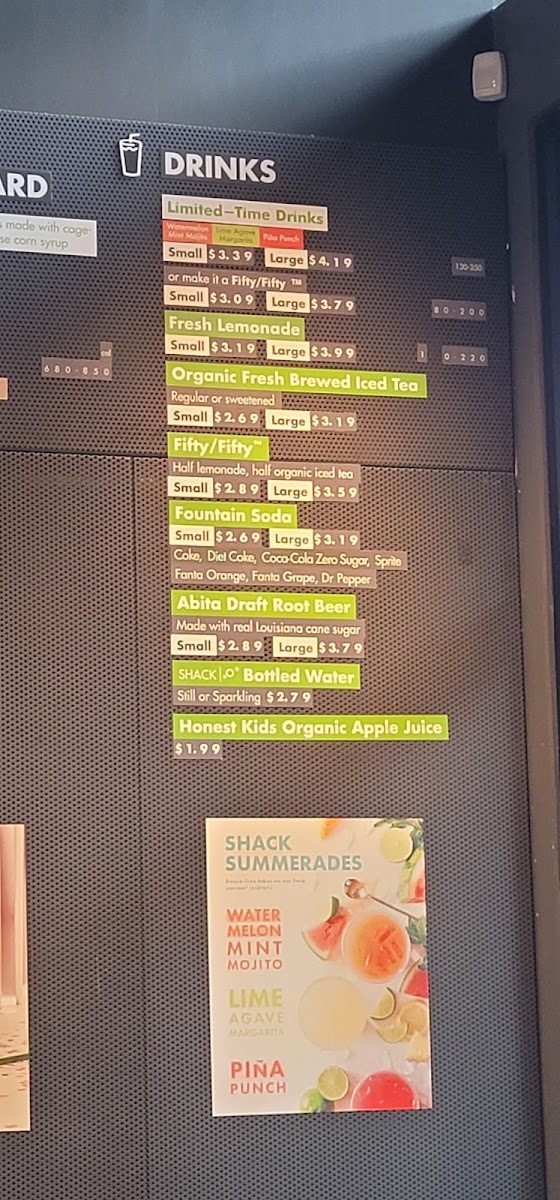 ARD
s made with cage-
se corn syrup
cal
680-850
DRINKS
Limited-Time Drinks
Watermelon Mint Mojito Lime Agave Margarita Piña Punch
Small $3.39 Large $4.19
130-350
or make it a Fifty/Fifty ™
Small $3.09 Large $3.79
80-200
Fresh Lemonade
Small $3.19 Large $3.99
0-220
Organic Fresh Brewed Iced Tea
Regular or sweetened
Small $2.69 Large $3.19
Fifty/Fifty™
Half lemonade, half organic iced tea
Small $2.89 Large $3.59
Fountain Soda
Small $2.69 Large $3.19
Coke, Diet Coke, Coca-Cola Zero Sugar, Sprite
Fanta Orange, Fanta Grape, Dr Pepper
Abita Draft Root Beer
Made with real Louisiana cane sugar
Small $2.89 Large $3.79
SHACK Bottled Water
Still or Sparkling $2.79
Honest Kids Organic Apple Juice
$1.99
SHACK
SUMMERADES
summer cocktails
WATER
MELON
MINT
MOJITO
LIME
AGAVE
MARGARITA
PIÑA
PUNCH